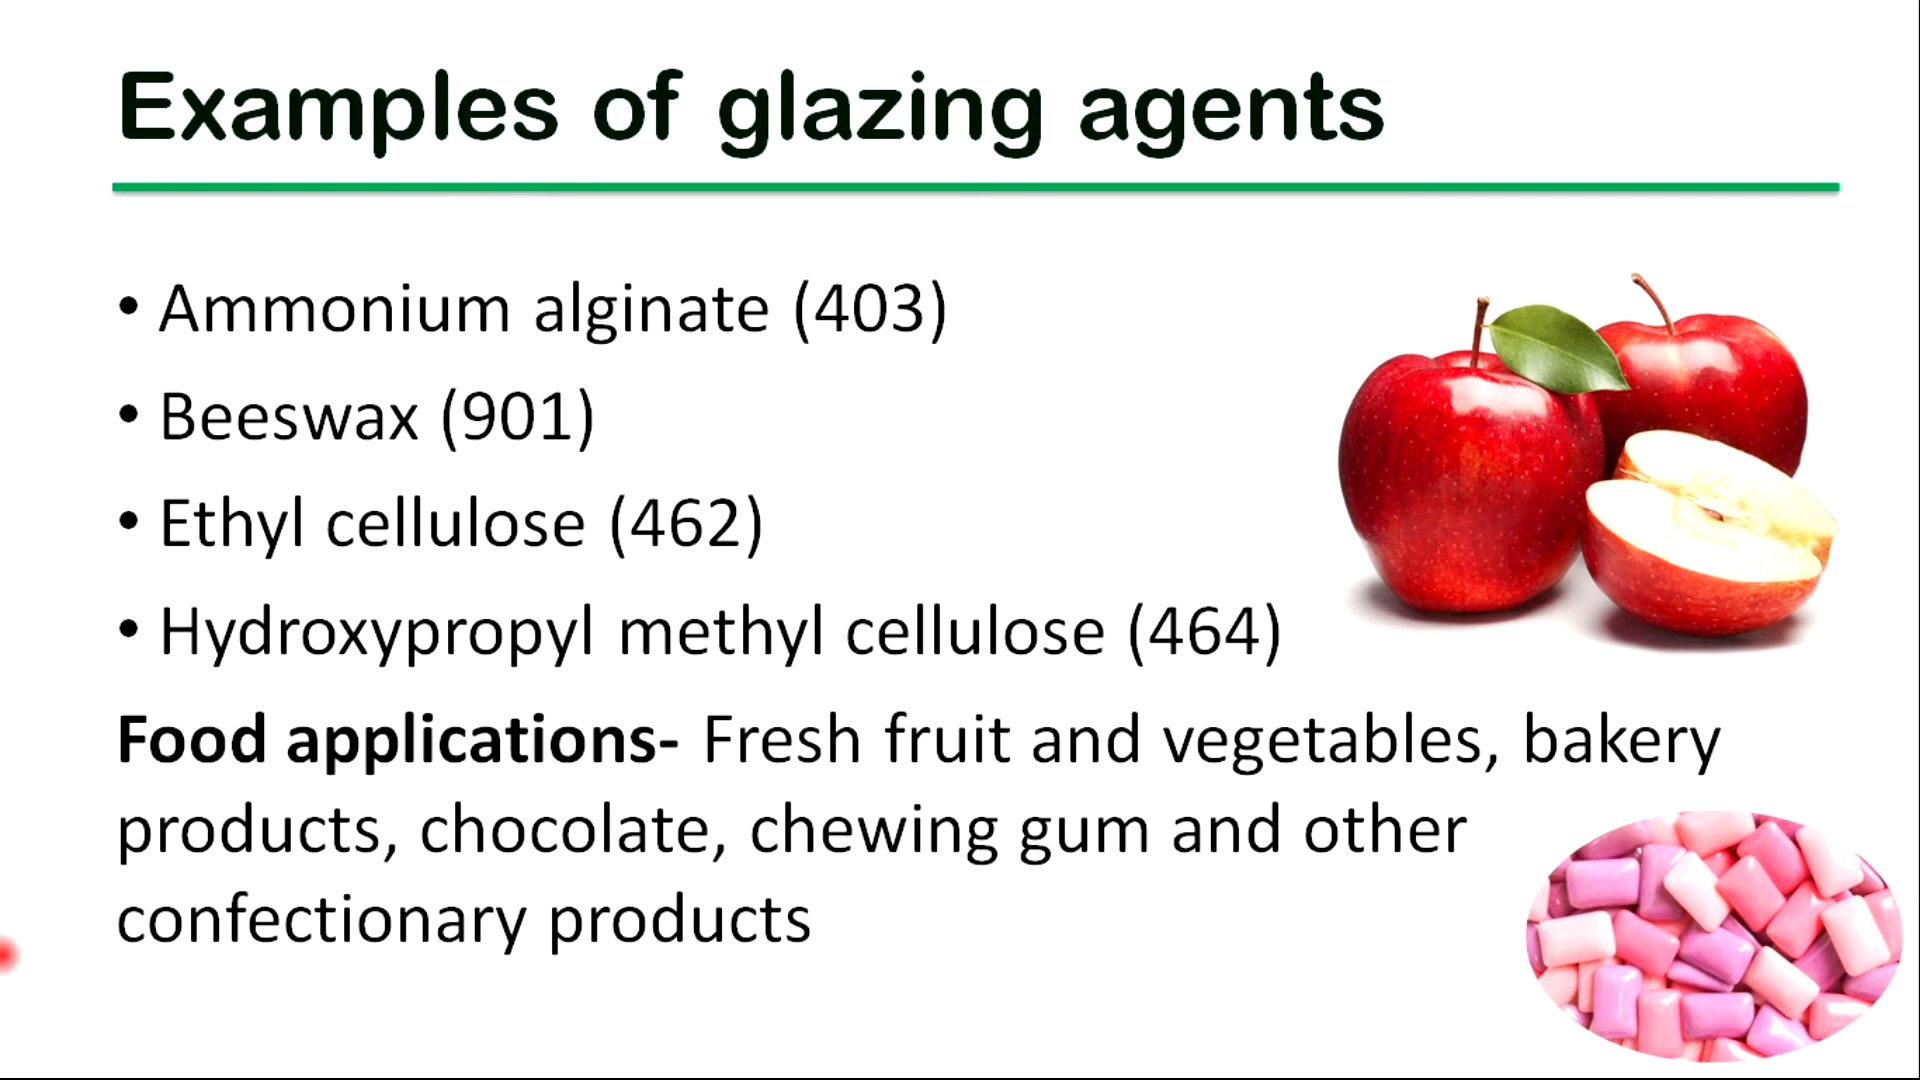 Examples of glazing agents
• Ammonium alginate (403)
• Beeswax (901)
• Ethyl cellulose (462)
• Hydroxypropyl methyl cellulose (464)
Food applications- Fresh fruit and vegetables, bakery
products, chocolate, chewing gum and other
confectionary products